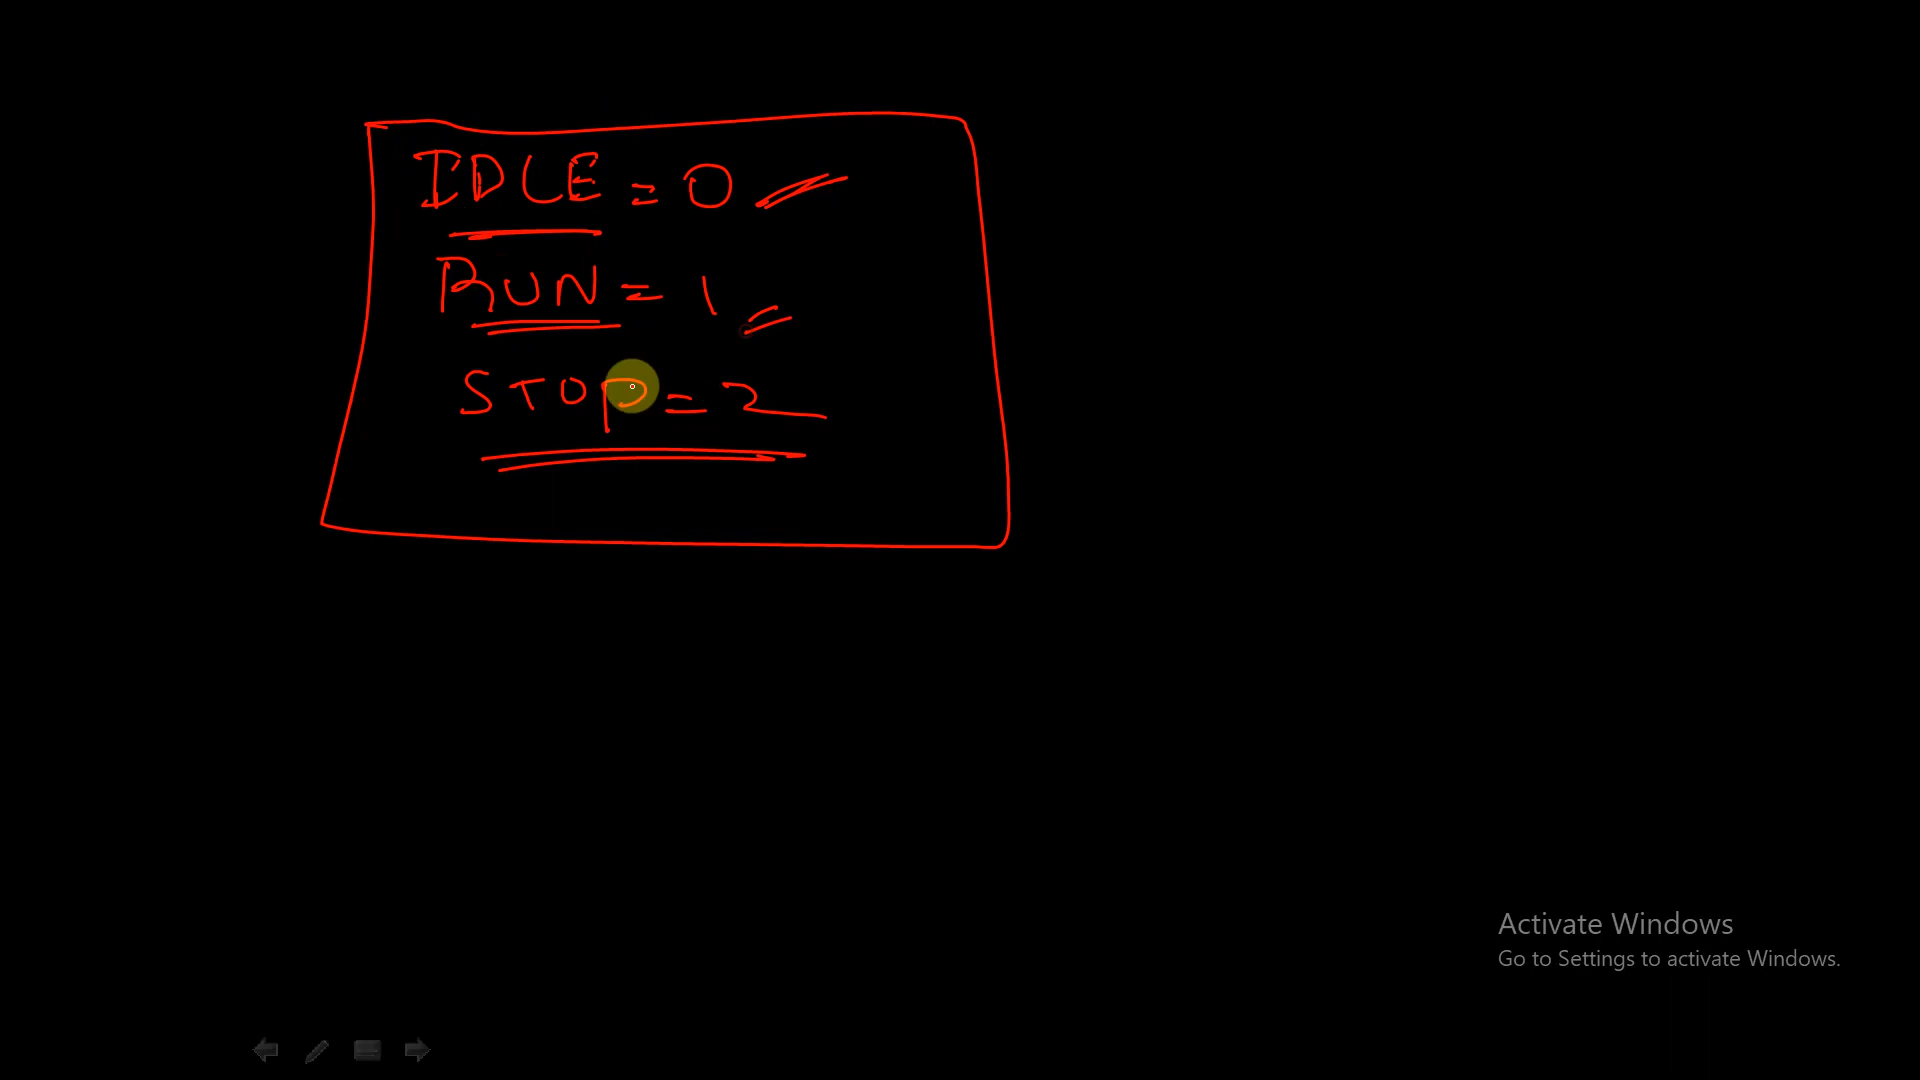 IDLE = 0
RUN = 1
STOP = 2
Activate Windows
Go to Settings to activate Windows.